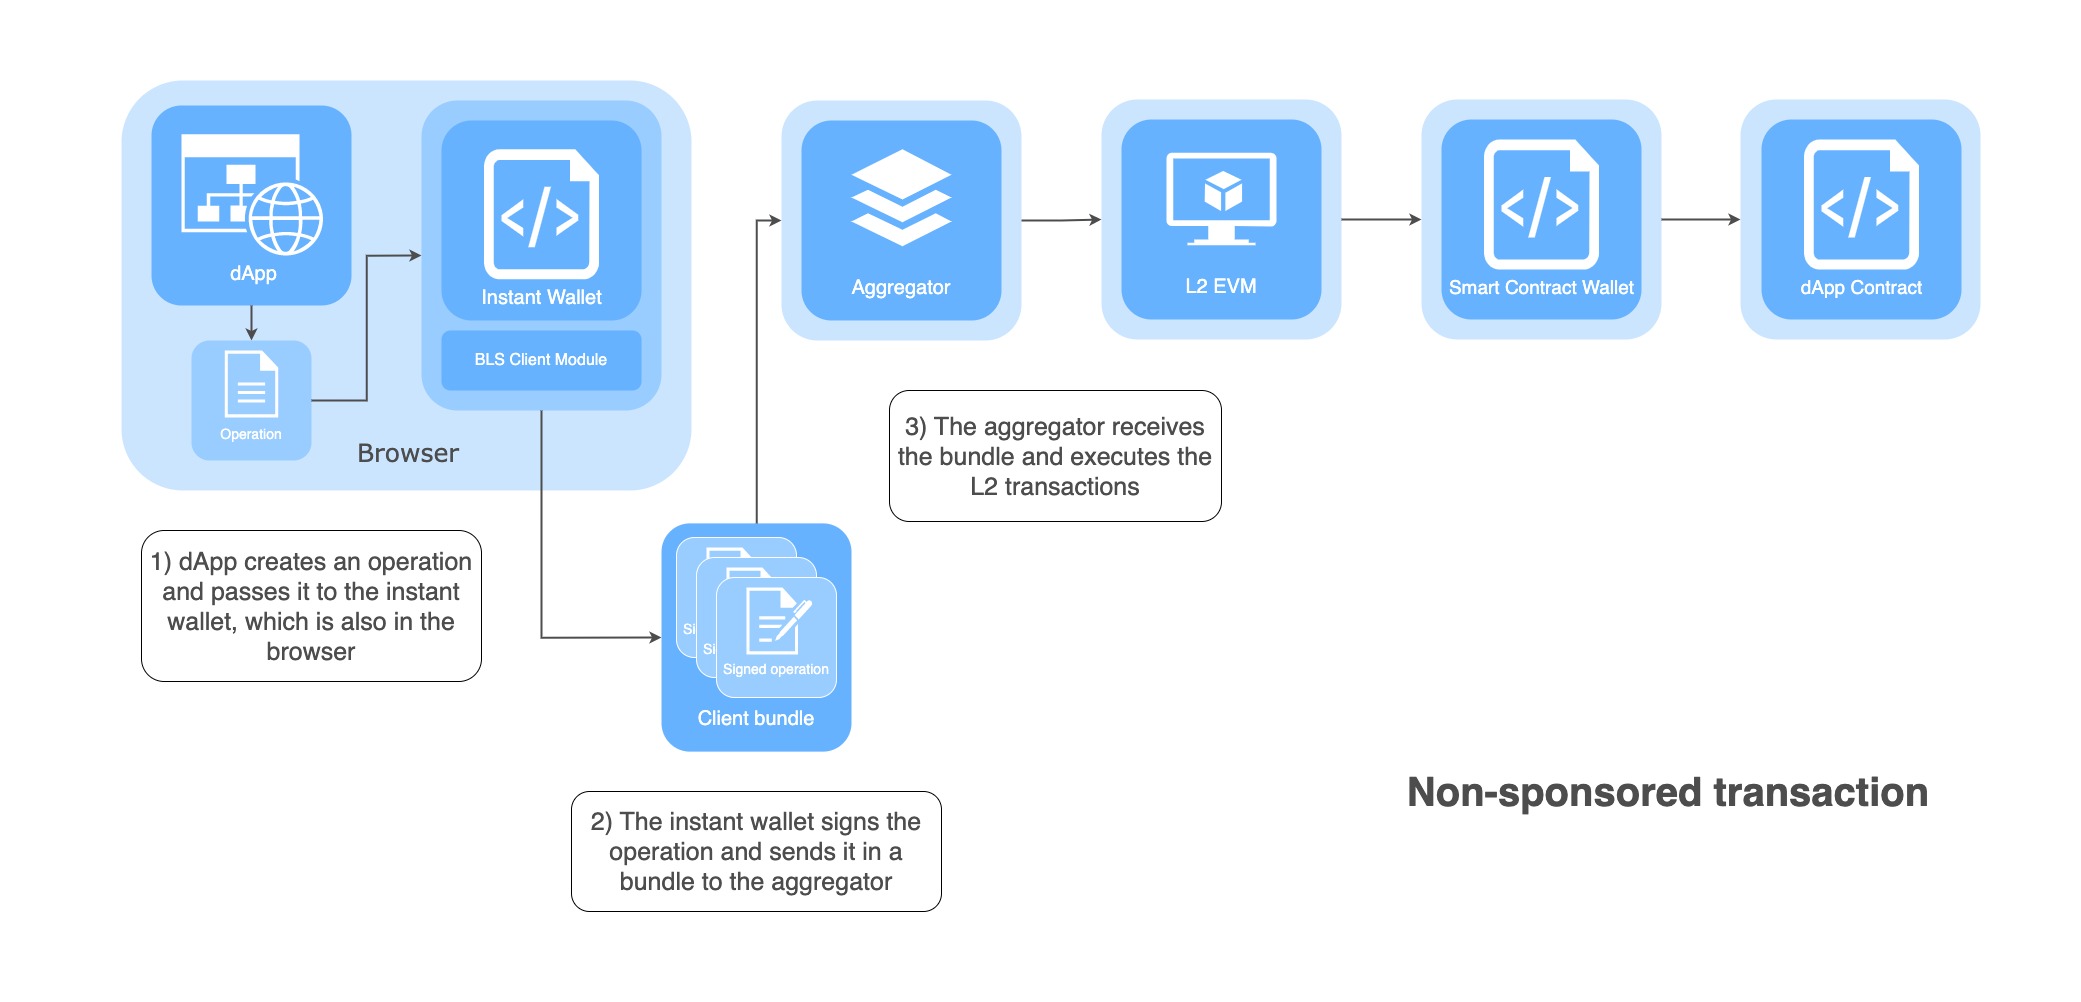 dApp
Operation
Browser
Instant Wallet
BLS Client Module
Aggregator
L2 EVM
Smart Contract Wallet
dApp Contract
1) dApp creates an operation
and passes it to the instant
wallet, which is also in the
browser
Si
Si
Signed operation
Client bundle
2) The instant wallet signs the
operation and sends it in a
bundle to the aggregator
3) The aggregator receives
the bundle and executes the
L2 transactions
Non-sponsored transaction